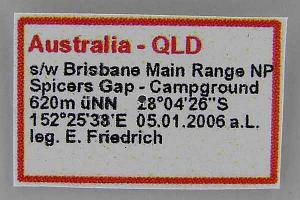 Australia - QLD
s/w Brisbane Main Range NP
Spicers Gap - Campground
620m üNN 28°04'26"S
152°25'38'E 05.01.2006 a.L.
leg. E. Friedrich